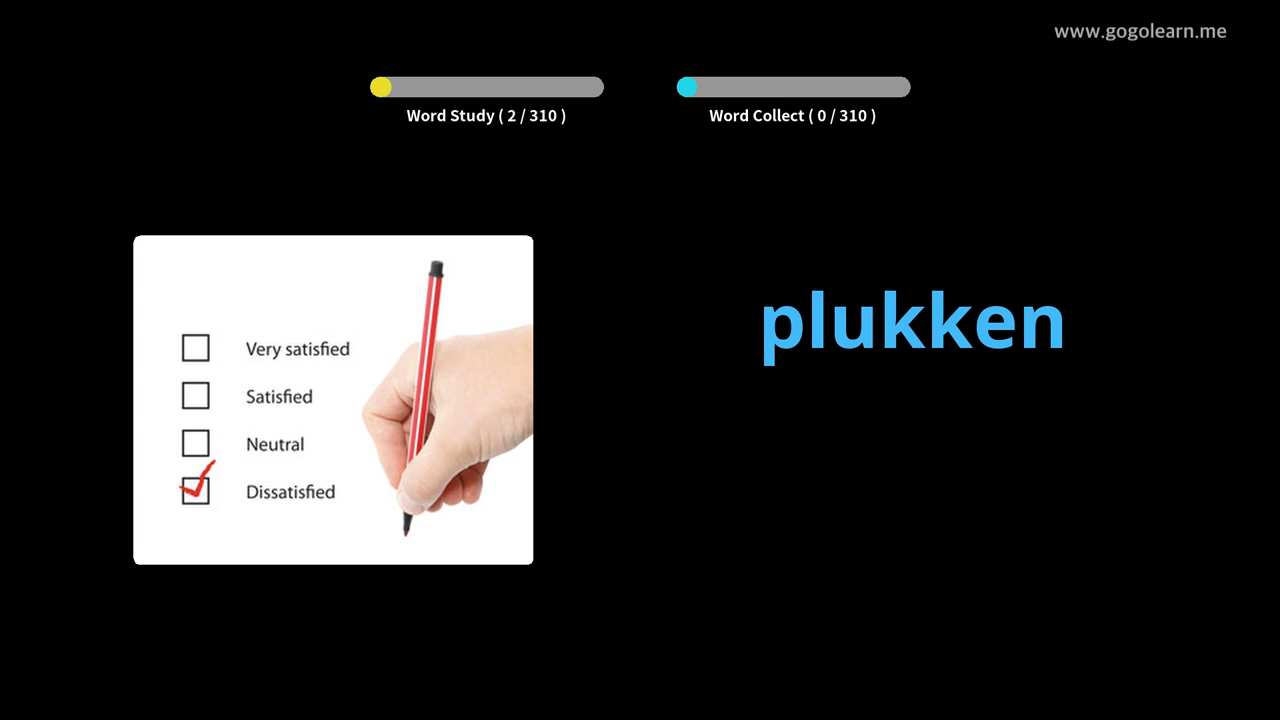 www.gogolearn.me
Word Study ( 2 / 310 )
Word Collect ( 0 / 310 )
Very satisfied
Satisfied
Neutral
Dissatisfied
plukken